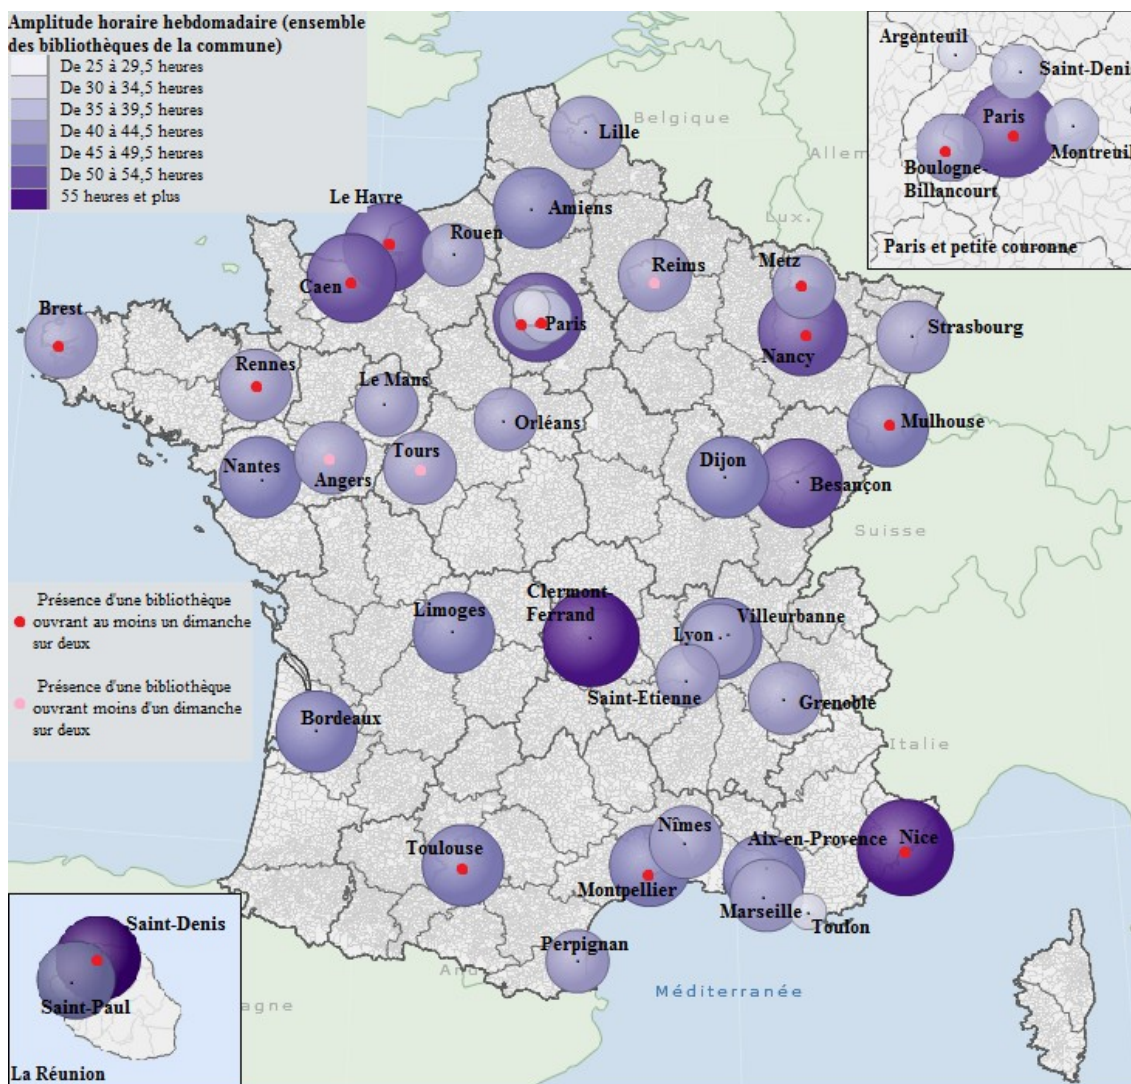 Amplitude horaire hebdomadaire (ensemble
des bibliothèques de la commune)
De 25 à 29,5 heures
De 30 à 34,5 heures
De 35 à 39,5 heures
De 40 à 44,5 heures
De 45 à 49,5 heures
De 50 à 54,5 heures
55 heures et plus
Argenteuil
Saint-Denis
Paris
Montreuil
Boulogne-
Billancourt
Paris et petite couronne
Belgique
Allem
Lux.
Lille
Le Havre
Amiens
Rouen
Caen
Reims
Metz
Brest
Paris
Nancy
Strasbourg
Rennes
Le Mans
Orléans
Mulhouse
Nantes
Angers
Tours
Dijon
Besançon
Suisse
Présence d'une bibliothèque
ouvrant au moins un dimanche
sur deux
Présence d'une bibliothèque
ouvrant moins d'un dimanche
sur deux
Limoges
Clermont-
Ferrand
Villeurbanne
Lyon
Saint-Etienne
Grenoble
Bordeaux
Italie
Nîmes
Aix-en-Provence
Nice
Toulouse
Montpellier
Marseille
Toulon
Perpignan
And
Méditerranée
agne
Saint-Denis
Saint-Paul
La Réunion